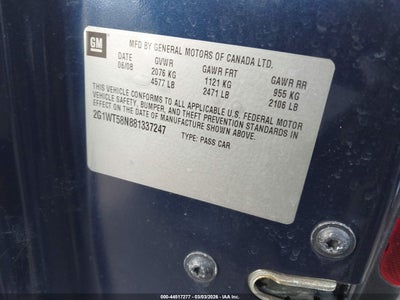 GM
MFD BY GENERAL MOTORS OF CANADA LTD.
DATE GVWR GAWR FRT GAWR RR
06/08 2076 KG 1121 KG 955 KG
4577 LB 2471 LB 2106 LB
THIS VEHICLE CONFORMS TO ALL APPLICABLE U.S. FEDERAL MOTOR
VEHICLE SAFETY, BUMPER, AND THEFT PREVENTION STANDARDS IN
EFFECT ON THE DATE OF MANUFACTURE SHOWN ABOVE.
2G1WT58N881337247 TYPE: PASS CAR
000-44517277 - 03/03/2026 - 000